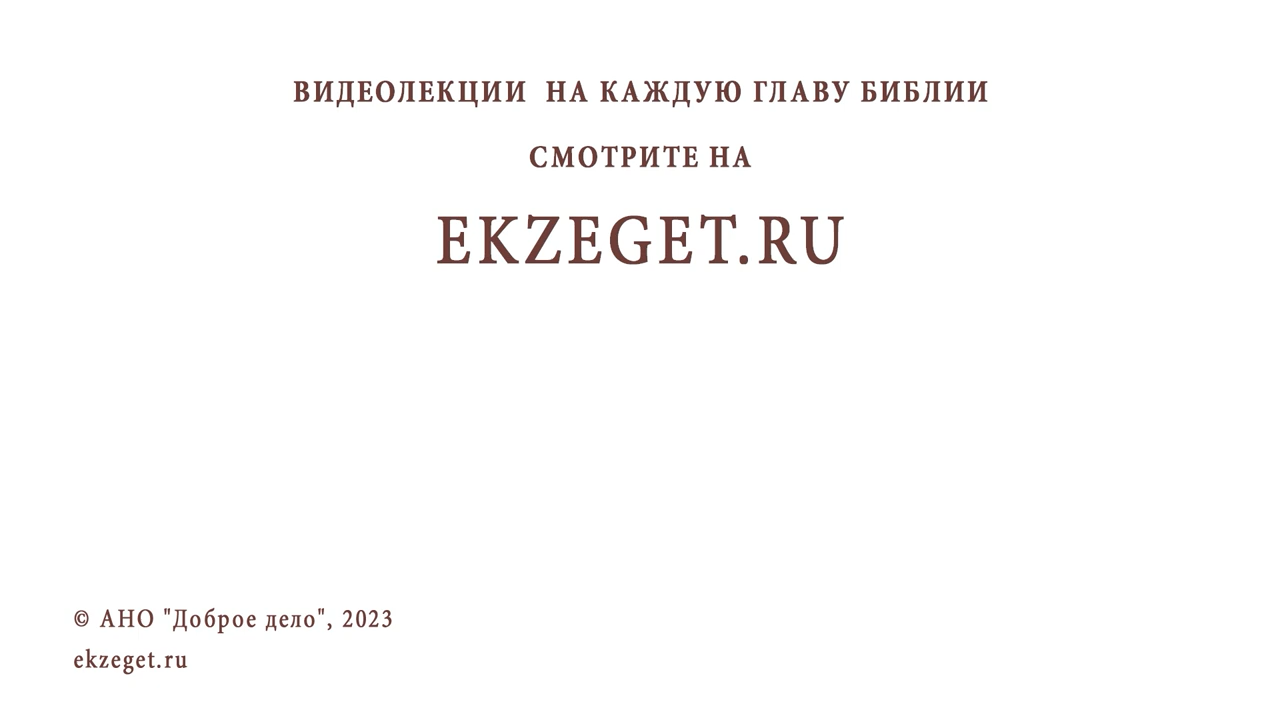 ВИДЕОЛЕКЦИИ НА КАЖДУЮ ГЛАВУ БИБЛИИ
СМОТРИТЕ НА
EKZEGET.RU
© АНО "Доброе дело", 2023
ekzeget.ru